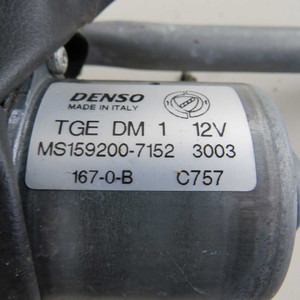 DENSO
MADE IN ITALY
TGE DM 1 12V
MS159200-7152 3003
167-0-B C757